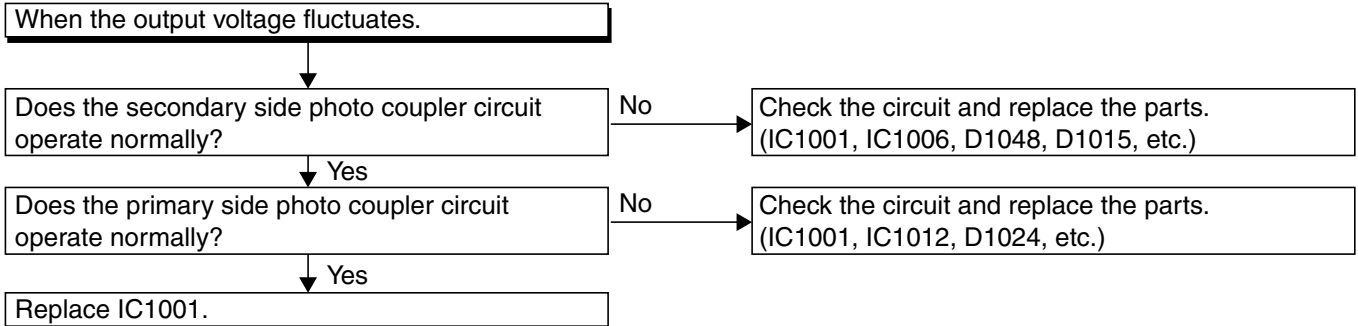 When the output voltage fluctuates.
Does the secondary side photo coupler circuit
operate normally?
No
Check the circuit and replace the parts.
(IC1001, IC1006, D1048, D1015, etc.)
Yes
Does the primary side photo coupler circuit
operate normally?
No
Check the circuit and replace the parts.
(IC1001, IC1012, D1024, etc.)
Yes
Replace IC1001.